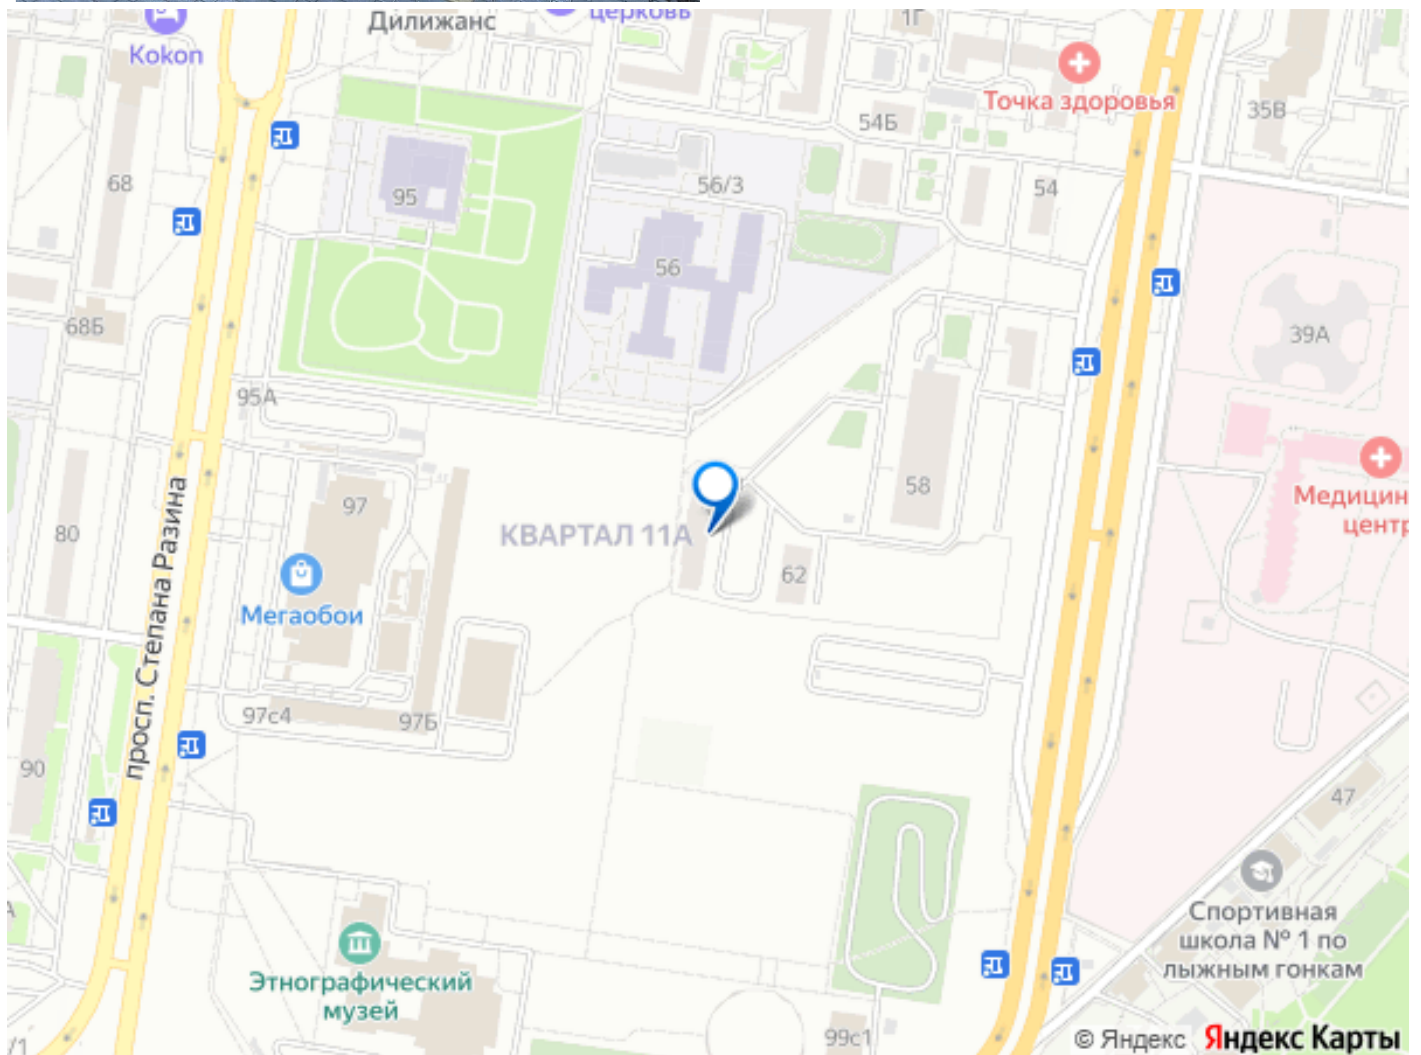 Дилижанс
церковь
1Г
Kokon
Точка здоровья
35В
54Б
68
95
56/3
54
56
68Б
39А
95А
просп. Степана Разина
97
58
Медицин
центр
КВАРТАЛ 11А
80
62
Мегаобои
97с4
97Б
90
47
Спортивная
школа № 1 по
лыжным гонкам
Этнографический
музей
99с1
/1
© Яндекс Яндекс Карты